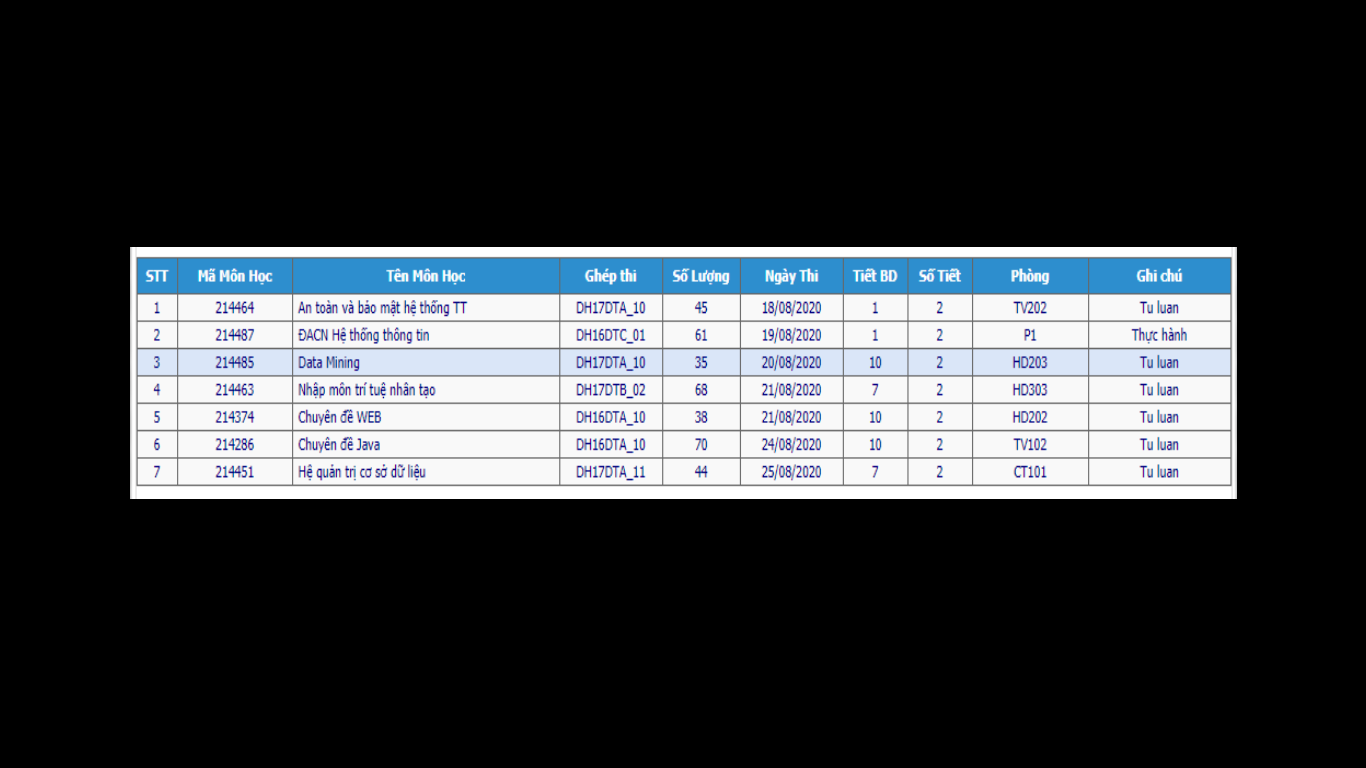 STT Mã Môn Học Tên Môn Học Ghép thi Số Lượng Ngày Thi Tiết BD Số Tiết Phòng Ghi chú
1 214464 An toàn và bảo mật hệ thống TT DH17DTA_10 45 18/08/2020 1 2 TV202 Tu luan
2 214487 ĐACN Hệ thống thông tin DH16DTC_01 61 19/08/2020 1 2 P1 Thực hành
3 214485 Data Mining DH17DTA_10 35 20/08/2020 10 2 HD203 Tu luan
4 214463 Nhập môn trí tuệ nhân tạo DH17DTB_02 68 21/08/2020 7 2 HD303 Tu luan
5 214374 Chuyên đề WEB DH16DTA_10 38 21/08/2020 10 2 HD202 Tu luan
6 214286 Chuyên đề Java DH16DTA_10 70 24/08/2020 10 2 TV102 Tu luan
7 214451 Hệ quản trị cơ sở dữ liệu DH17DTA_11 44 25/08/2020 7 2 CT101 Tu luan